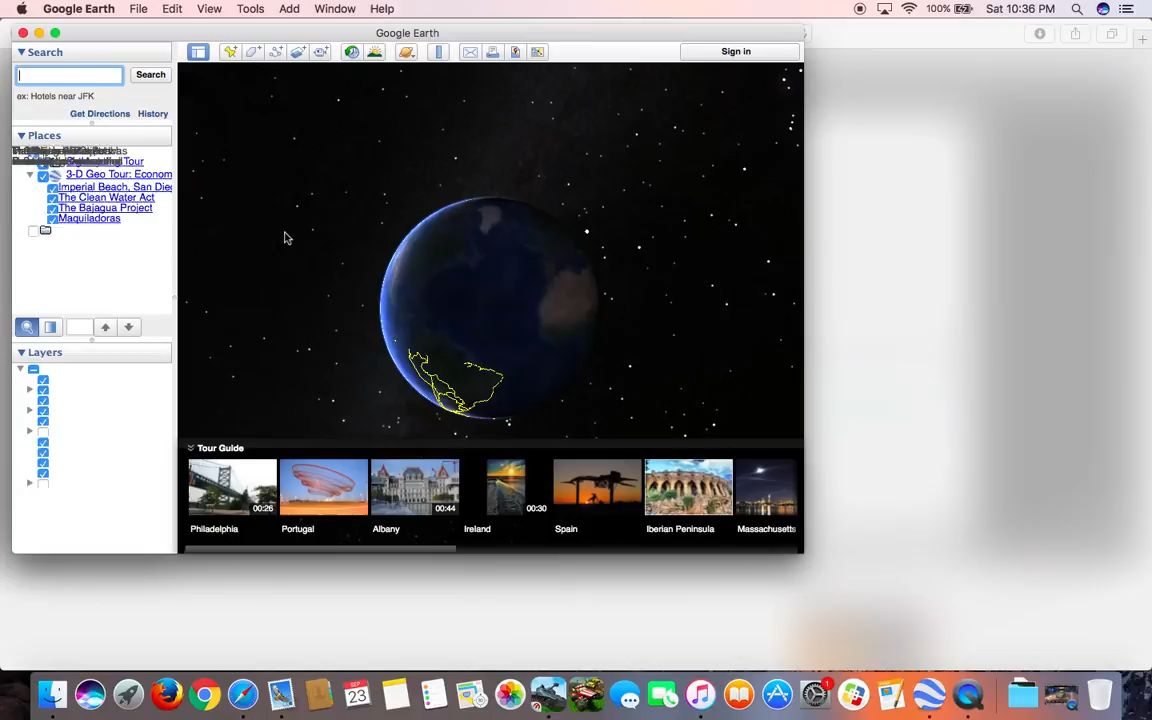 Google Earth File Edit View Tools Add Window Help
100% Sat 10:36 PM
Google Earth
Search
Sign in
Search
ex: Hotels near JFK
Get Directions History
Places
Tour
3-D Geo Tour: Econom
Imperial Beach, San Die
The Clean Water Act
The Bajagua Project
Maquiladoras
Layers
Tour Guide
00:26
00:44
00:30
Philadelphia
Portugal
Albany
Ireland
Spain
Iberian Peninsula
Massachusetts
SEP
23
1